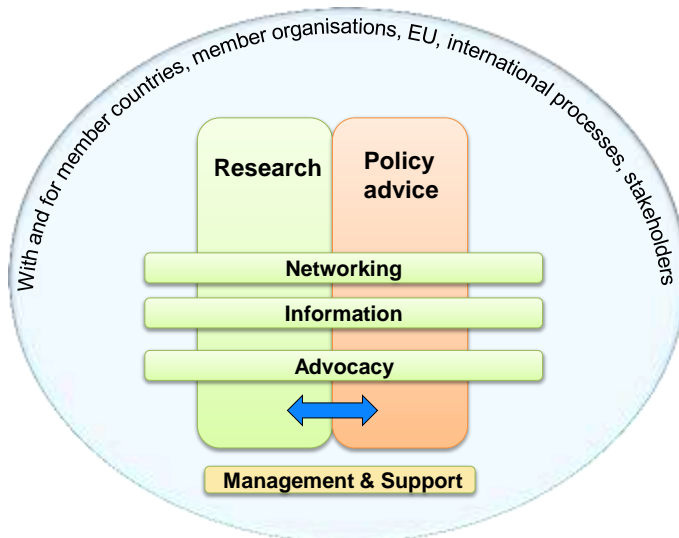 With and for member countries, member organisations, EU, international processes, stakeholders
Research
Policy
advice
Networking
Information
Advocacy
Management & Support